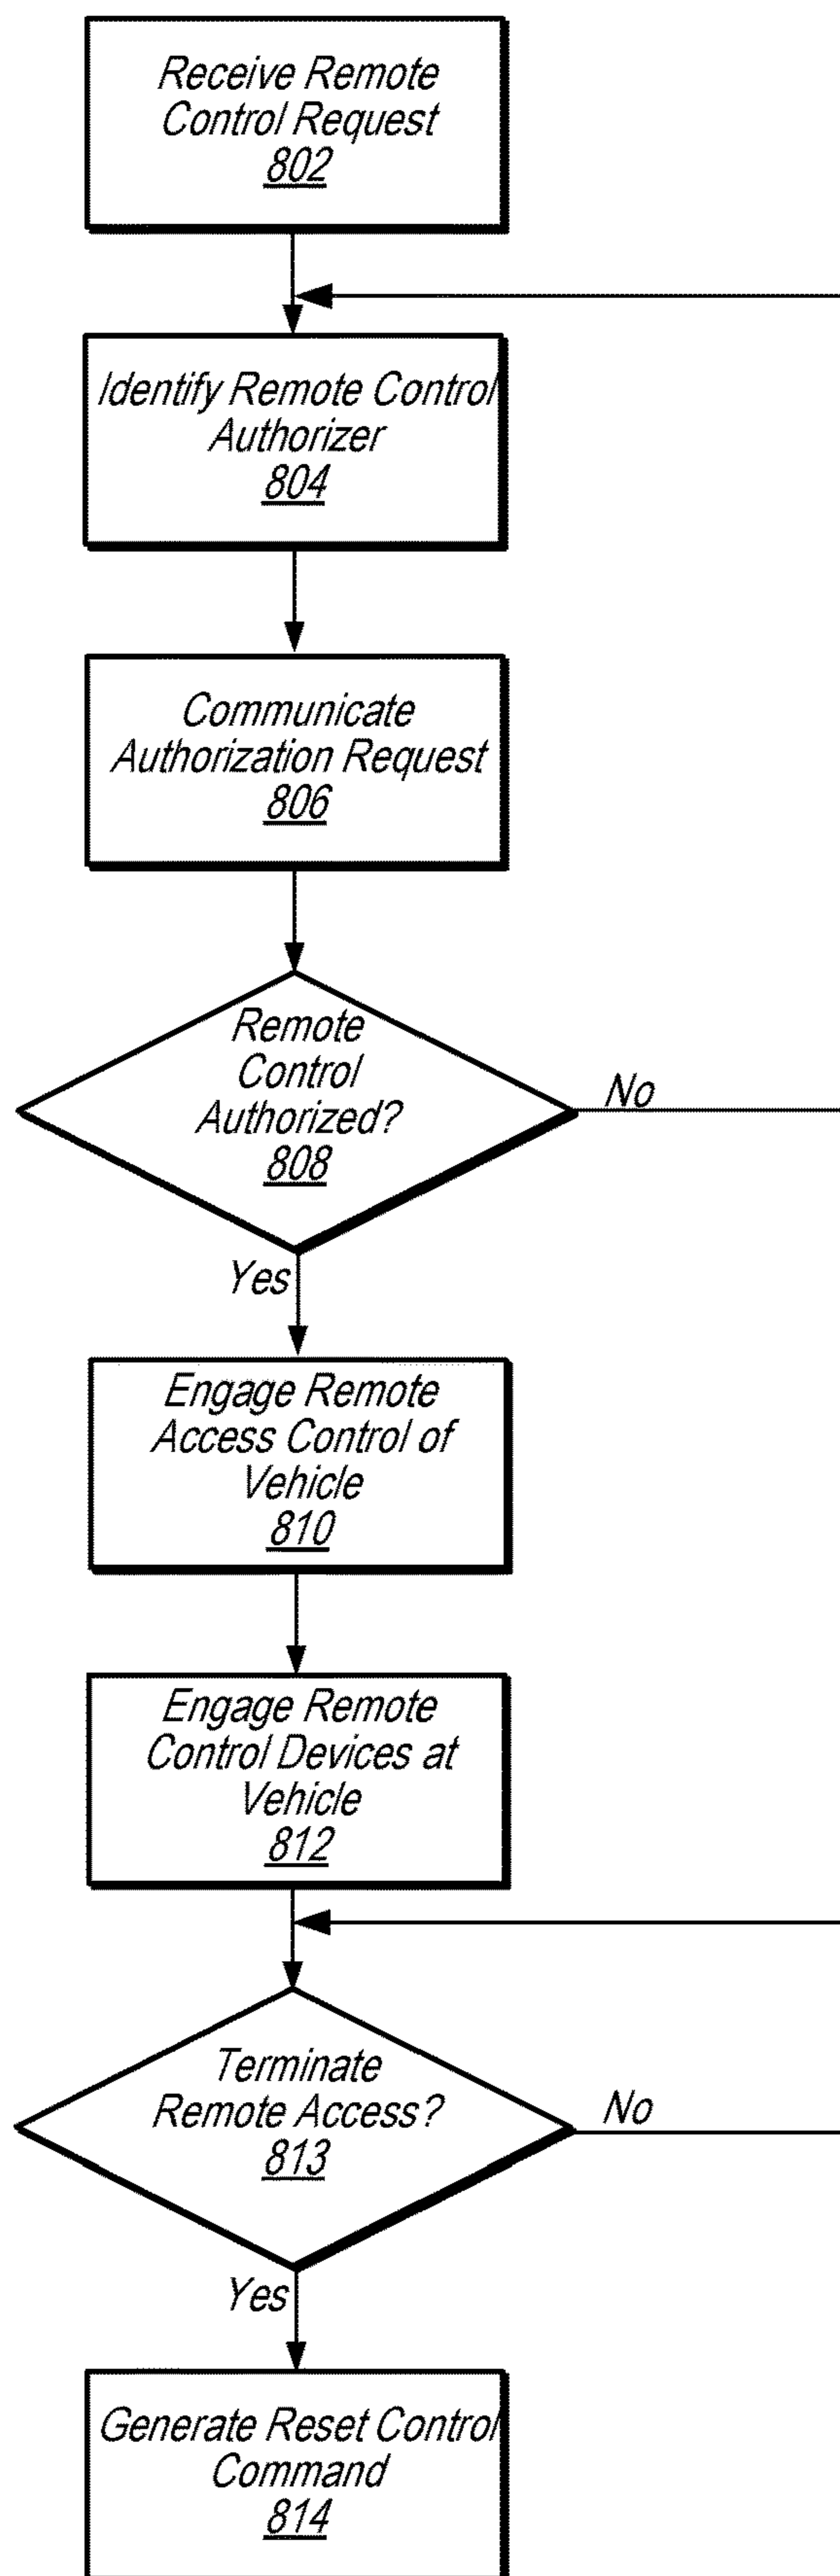 Receive Remote
Control Request
802
Identify Remote Control
Authorizer
804
Communicate
Authorization Request
806
Remote
Control
Authorized?
808
No
Yes
Engage Remote
Access Control of
Vehicle
810
Engage Remote
Control Devices at
Vehicle
812
Terminate
Remote Access?
813
No
Yes
Generate Reset Control
Command
814